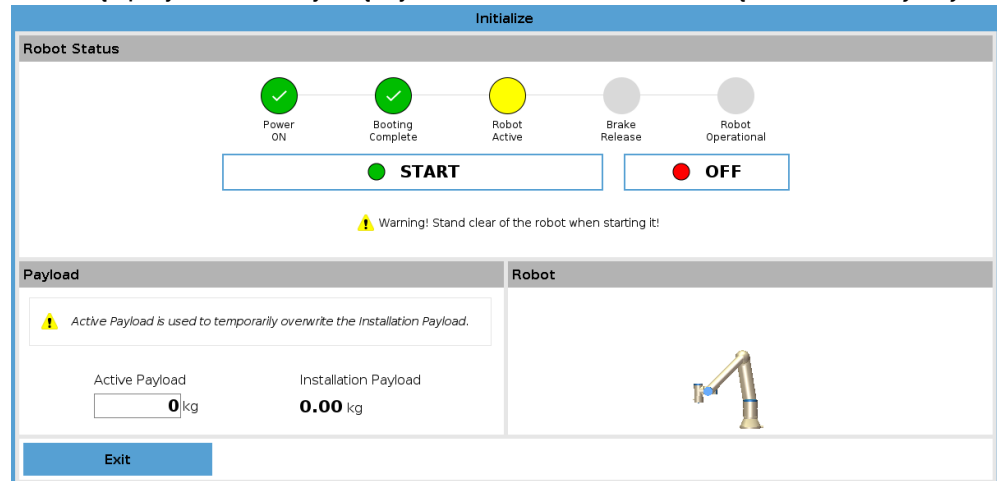 Initialize
Robot Status
Power
ON
Booting
Complete
Robot
Active
Brake
Release
Robot
Operational
START
OFF
Warning! Stand clear of the robot when starting it!
Payload
Active Payload is used to temporarily overwrite the Installation Payload.
Active Payload
0 kg
Installation Payload
0.00 kg
Robot
Exit